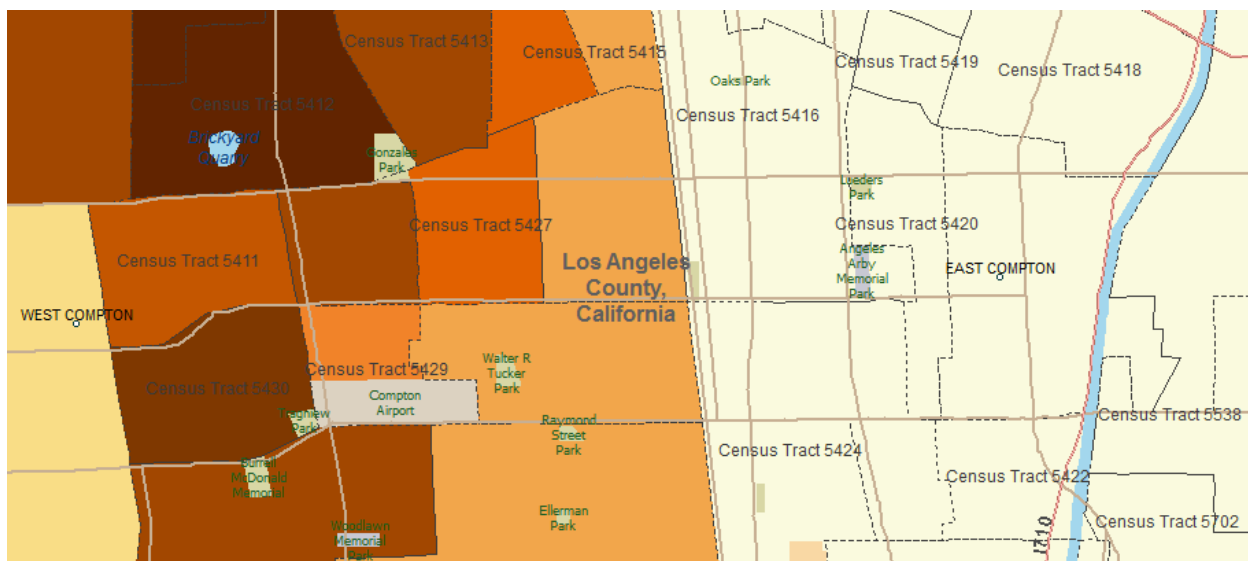 Census Tract 5413
Census Tract 5415
Census Tract 5419
Census Tract 5418
Oaks Park
Census Tract 5412
Census Tract 5416
Brickyard
Quarry
Gonzales
Park
Lueders
Park
Census Tract 5427
Census Tract 5420
Census Tract 5411
Los Angeles
County,
California
Angeles
Arby
Memorial
Park
EAST COMPTON
WEST COMPTON
Walter R
Tucker
Park
Census Tract 5429
Census Tract 5430
Compton
Airport
Tragniew
Park
Raymond
Street
Park
Census Tract 5538
Census Tract 5424
Burrell
McDonald
Memorial
Census Tract 5422
Ellerman
Park
Woodlawn
Memorial
Park
I710
Census Tract 5702